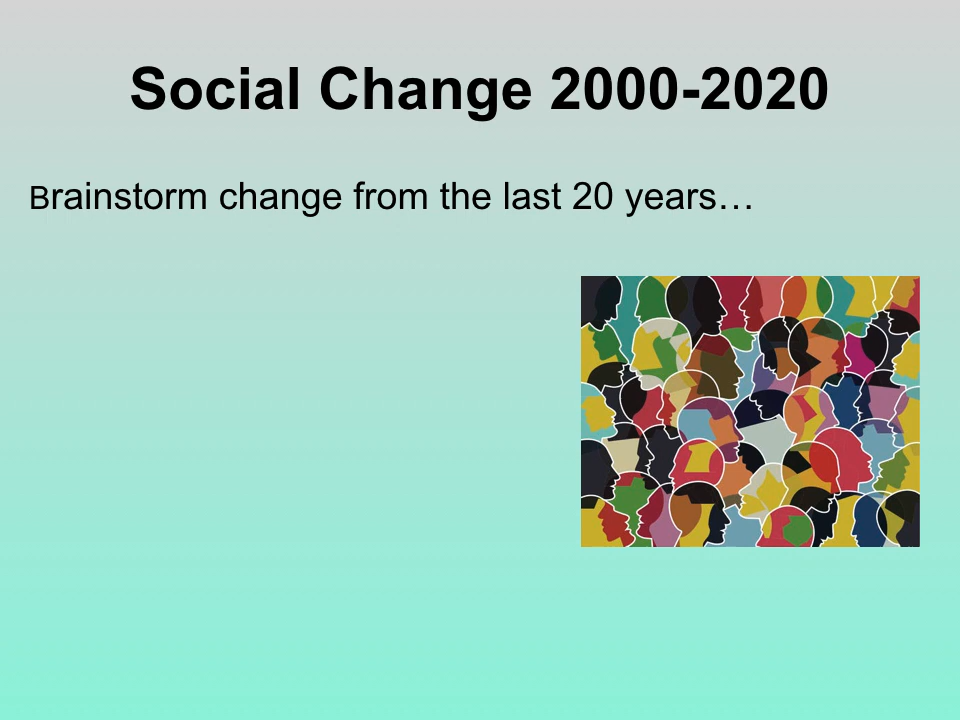 Social Change 2000-2020
Brainstorm change from the last 20 years…